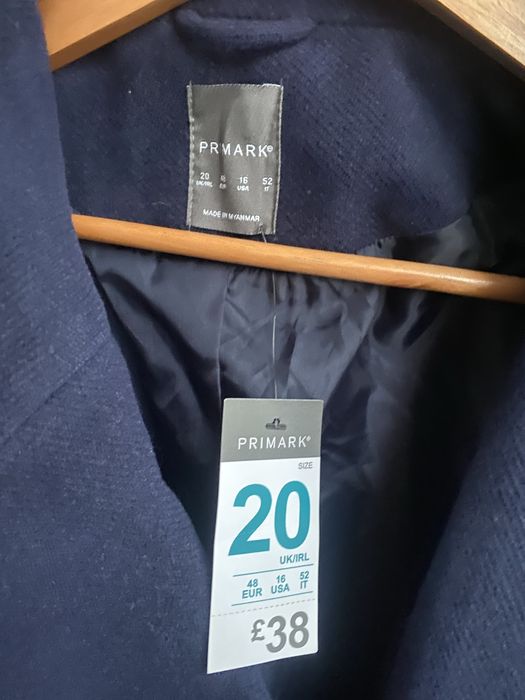 PRIMARK®
20 16 52
UK/IRL USA IT
MADE IN MYANMAR
PRIMARK®
SIZE
20
UK/IRL
48 16 52
EUR USA IT
£38